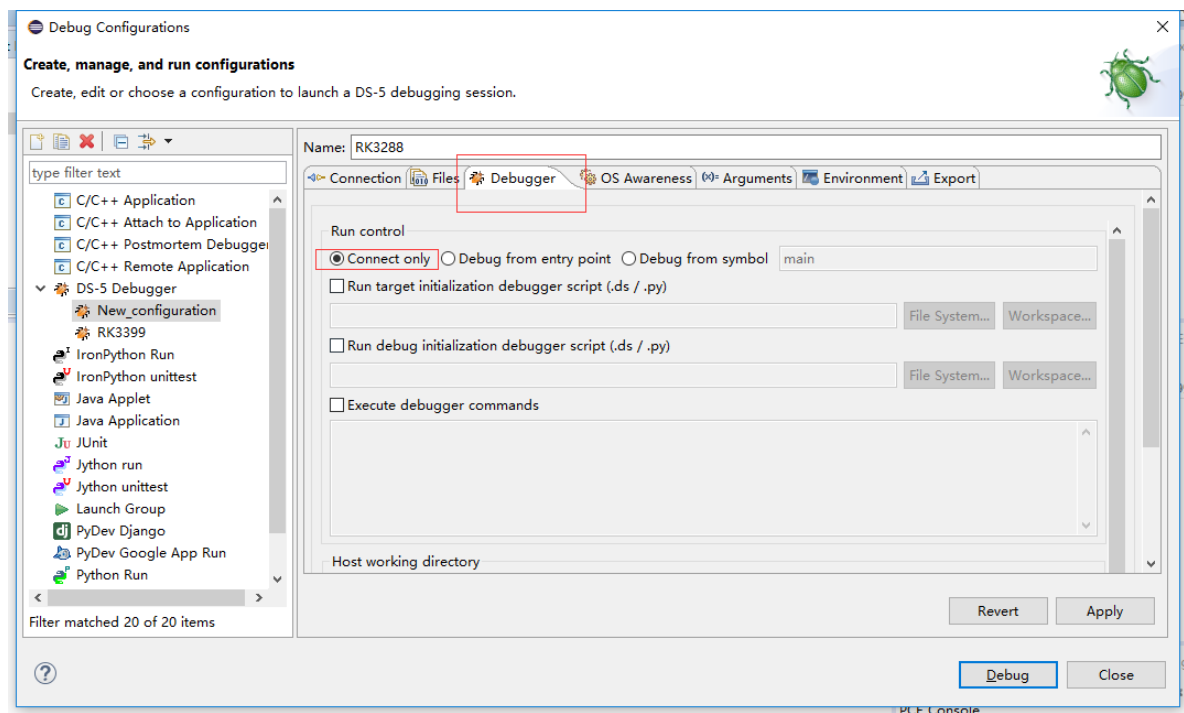 Debug Configurations
Create, manage, and run configurations
Create, edit or choose a configuration to launch a DS-5 debugging session.
type filter text
C/C++ Application
C/C++ Attach to Application
C/C++ Postmortem Debugger
C/C++ Remote Application
DS-5 Debugger
New_configuration
RK3399
IronPython Run
IronPython unittest
Java Applet
Java Application
Ju JUnit
Jython run
Jython unittest
Launch Group
dj PyDev Django
PyDev Google App Run
Python Run
Filter matched 20 of 20 items
Name: RK3288
Connection Files Debugger OS Awareness (x)= Arguments Environment Export
Run control
Connect only Debug from entry point Debug from symbol main
Run target initialization debugger script (.ds / .py)
File System... Workspace...
Run debug initialization debugger script (.ds / .py)
File System... Workspace...
Execute debugger commands
Host working directory
Revert Apply
Debug Close
PCE Console